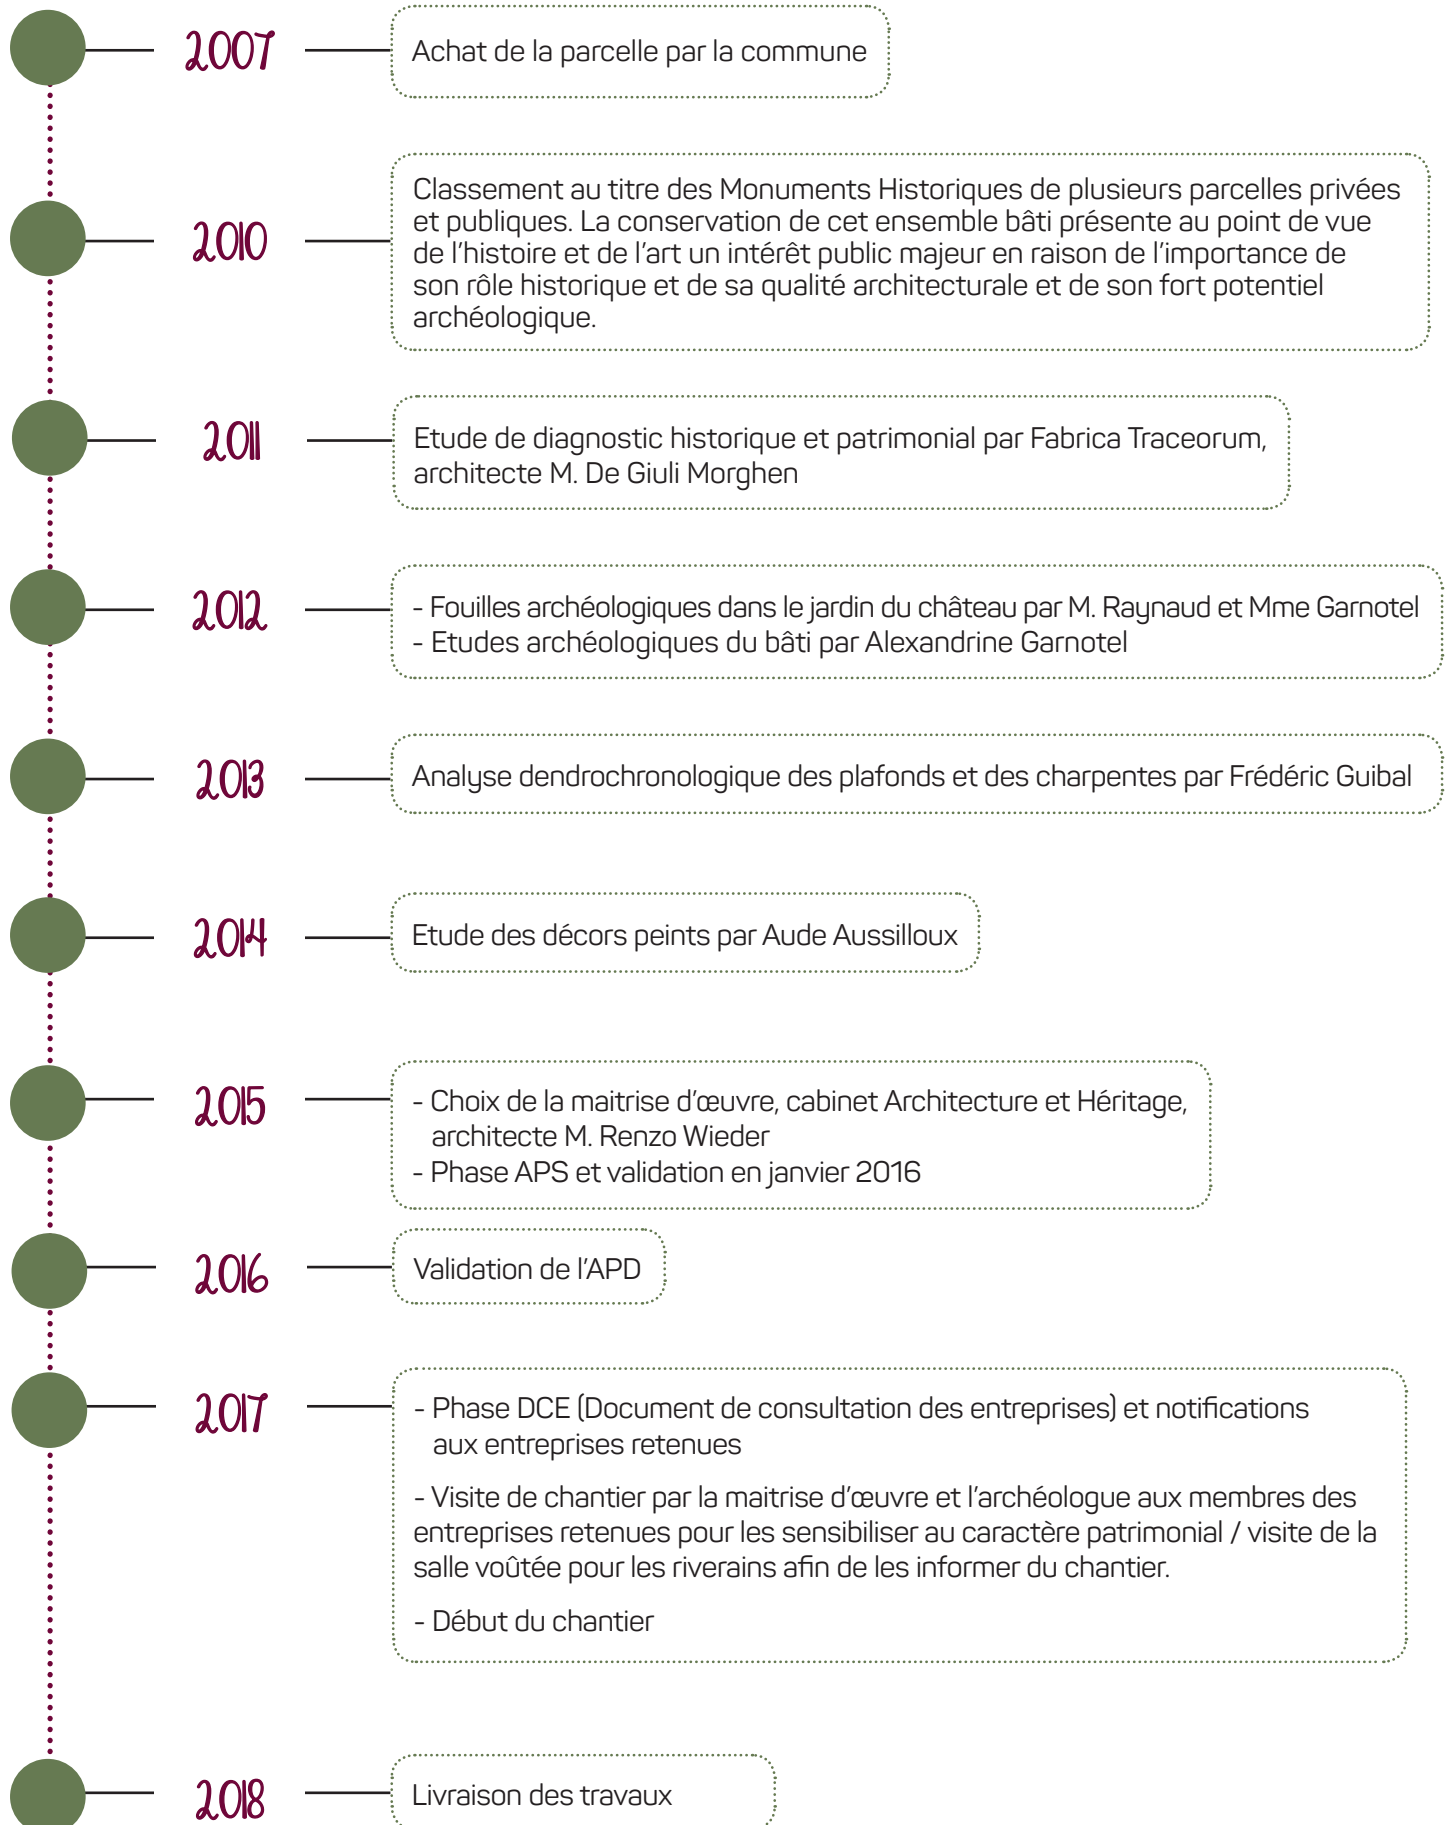 2007
Achat de la parcelle par la commune
2010
Classement au titre des Monuments Historiques de plusieurs parcelles privées
et publiques. La conservation de cet ensemble bâti présente au point de vue
de l'histoire et de l'art un intérêt public majeur en raison de l'importance de
son rôle historique et de sa qualité architecturale et de son fort potentiel
archéologique.
2011
Etude de diagnostic historique et patrimonial par Fabrica Traceorum,
architecte M. De Giuli Morghen
2012
- Fouilles archéologiques dans le jardin du château par M. Raynaud et Mme Garnotel
- Etudes archéologiques du bâti par Alexandrine Garnotel
2013
Analyse dendrochronologique des plafonds et des charpentes par Frédéric Guibal
2014
Etude des décors peints par Aude Aussilloux
2015
- Choix de la maitrise d'œuvre, cabinet Architecture et Héritage,
architecte M. Renzo Wieder
- Phase APS et validation en janvier 2016
2016
Validation de l'APD
2017
- Phase DCE (Document de consultation des entreprises) et notifications
aux entreprises retenues
- Visite de chantier par la maitrise d'œuvre et l'archéologue aux membres des
entreprises retenues pour les sensibiliser au caractère patrimonial / visite de la
salle voûtée pour les riverains afin de les informer du chantier.
- Début du chantier
2018
Livraison des travaux